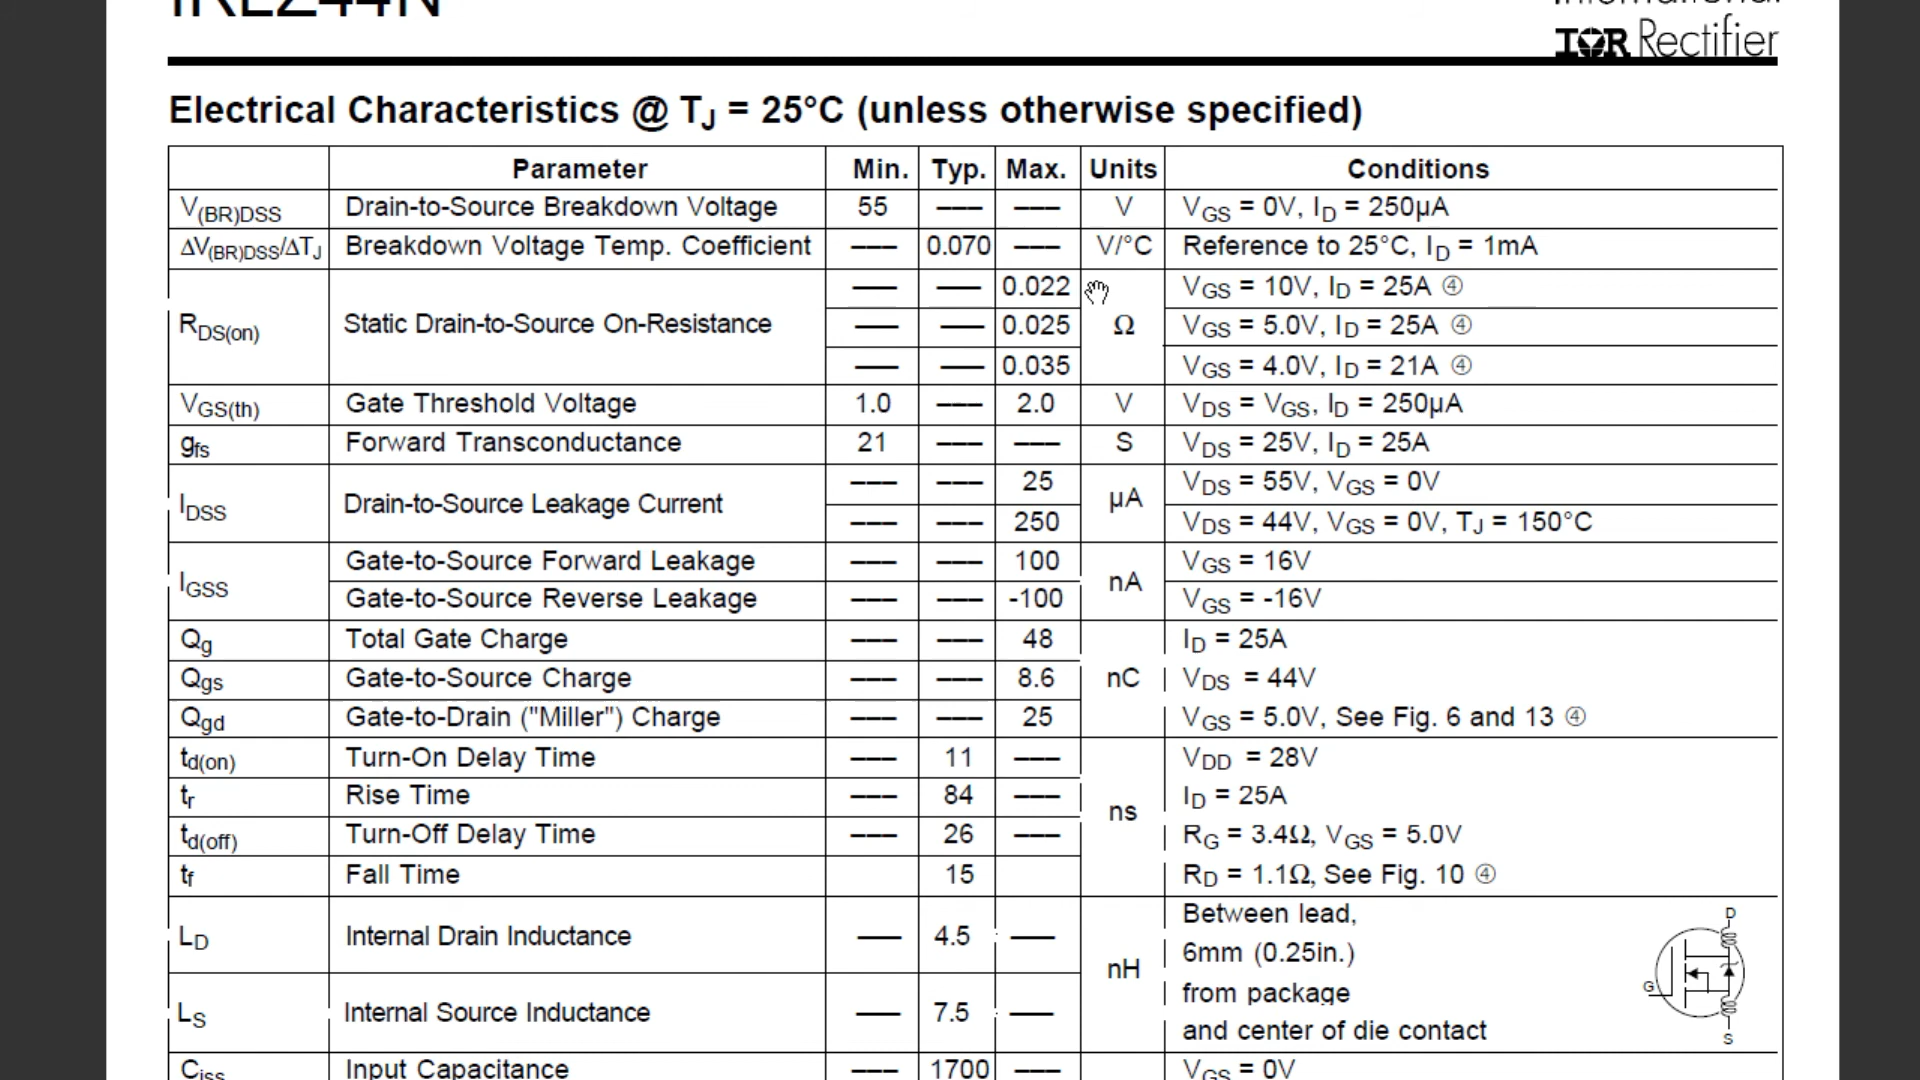 IRLZ44N
International
IOR Rectifier
Electrical Characteristics @ TJ = 25°C (unless otherwise specified)
Parameter Min. Typ. Max. Units Conditions
V(BR)DSS Drain-to-Source Breakdown Voltage 55 ––– ––– V VGS = 0V, ID = 250µA
ΔV(BR)DSS/ΔTJ Breakdown Voltage Temp. Coefficient ––– 0.070 ––– V/°C Reference to 25°C, ID = 1mA
RDS(on) Static Drain-to-Source On-Resistance ––– ––– 0.022 Ω VGS = 10V, ID = 25A ④
––– ––– 0.025 VGS = 5.0V, ID = 25A ④
––– ––– 0.035 VGS = 4.0V, ID = 21A ④
VGS(th) Gate Threshold Voltage 1.0 ––– 2.0 V VDS = VGS, ID = 250µA
gfs Forward Transconductance 21 ––– ––– S VDS = 25V, ID = 25A
IDSS Drain-to-Source Leakage Current ––– ––– 25 µA VDS = 55V, VGS = 0V
––– ––– 250 VDS = 44V, VGS = 0V, TJ = 150°C
IGSS Gate-to-Source Forward Leakage ––– ––– 100 nA VGS = 16V
Gate-to-Source Reverse Leakage ––– ––– -100 VGS = -16V
Qg Total Gate Charge ––– ––– 48 nC ID = 25A
Qgs Gate-to-Source Charge ––– ––– 8.6 VDS = 44V
Qgd Gate-to-Drain ("Miller") Charge ––– ––– 25 VGS = 5.0V, See Fig. 6 and 13 ④
td(on) Turn-On Delay Time ––– 11 ––– ns VDD = 28V
tr Rise Time ––– 84 ––– ID = 25A
td(off) Turn-Off Delay Time ––– 26 ––– RG = 3.4Ω, VGS = 5.0V
tf Fall Time 15 RD = 1.1Ω, See Fig. 10 ④
LD Internal Drain Inductance ––– 4.5 ––– nH Between lead,
6mm (0.25in.)
from package
LS Internal Source Inductance ––– 7.5 ––– and center of die contact
D
G
S
Ciss Input Capacitance ––– 1700 ––– VGS = 0V